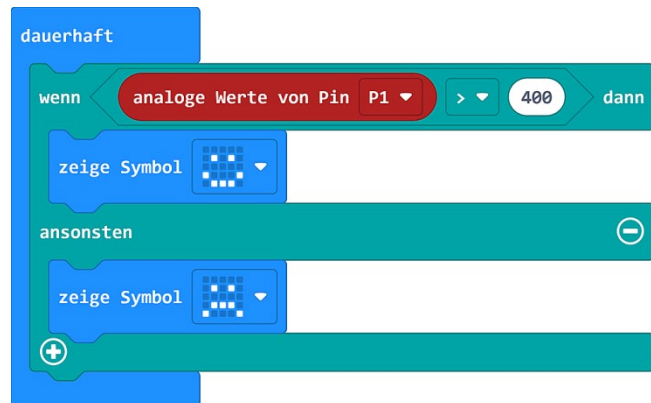 dauerhaft
wenn analoge Werte von Pin P1 > 400 dann
zeige Symbol
ansonsten
zeige Symbol